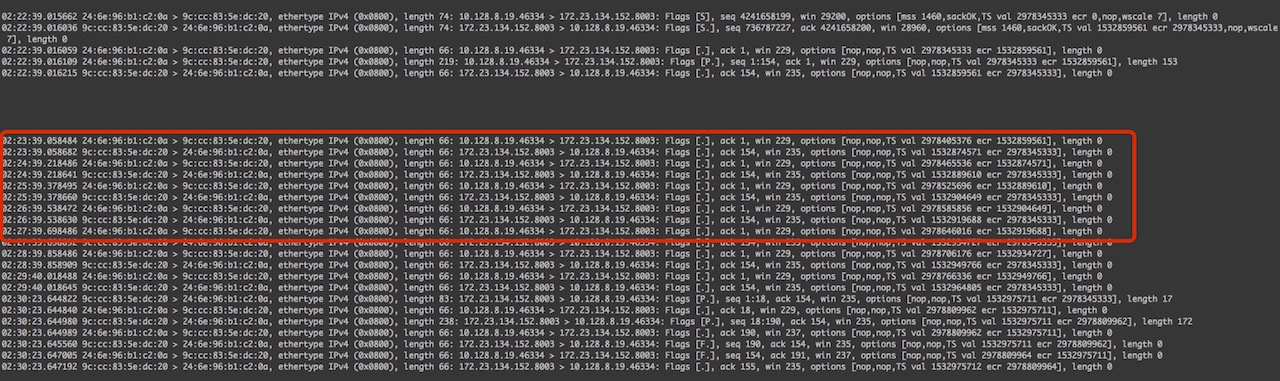 02:22:39.015662 24:6e:96:b1:c2:0a > 9c:cc:83:5e:dc:20, ethertype IPv4 (0x0800), length 74: 10.128.8.19.46334 > 172.23.134.152.8003: Flags [S], seq 4241658199, win 29200, options [mss 1460,sackOK,TS val 2978345333 ecr 0,nop,wscale 7], length 0
02:22:39.016036 9c:cc:83:5e:dc:20 > 24:6e:96:b1:c2:0a, ethertype IPv4 (0x0800), length 74: 172.23.134.152.8003 > 10.128.8.19.46334: Flags [S.], seq 736787227, ack 4241658200, win 28960, options [mss 1460,sackOK,TS val 1532859561 ecr 2978345333,nop,wscale
7], length 0
02:22:39.016059 24:6e:96:b1:c2:0a > 9c:cc:83:5e:dc:20, ethertype IPv4 (0x0800), length 66: 10.128.8.19.46334 > 172.23.134.152.8003: Flags [.], ack 1, win 229, options [nop,nop,TS val 2978345333 ecr 1532859561], length 0
02:22:39.016109 24:6e:96:b1:c2:0a > 9c:cc:83:5e:dc:20, ethertype IPv4 (0x0800), length 219: 10.128.8.19.46334 > 172.23.134.152.8003: Flags [P.], seq 1:154, ack 1, win 229, options [nop,nop,TS val 2978345333 ecr 1532859561], length 153
02:22:39.016215 9c:cc:83:5e:dc:20 > 24:6e:96:b1:c2:0a, ethertype IPv4 (0x0800), length 66: 172.23.134.152.8003 > 10.128.8.19.46334: Flags [.], ack 154, win 235, options [nop,nop,TS val 1532859561 ecr 2978345333], length 0
02:23:39.058484 24:6e:96:b1:c2:0a > 9c:cc:83:5e:dc:20, ethertype IPv4 (0x0800), length 66: 10.128.8.19.46334 > 172.23.134.152.8003: Flags [.], ack 1, win 229, options [nop,nop,TS val 2978405376 ecr 1532859561], length 0
02:23:39.058682 9c:cc:83:5e:dc:20 > 24:6e:96:b1:c2:0a, ethertype IPv4 (0x0800), length 66: 172.23.134.152.8003 > 10.128.8.19.46334: Flags [.], ack 154, win 235, options [nop,nop,TS val 1532874571 ecr 2978345333], length 0
02:24:39.218486 24:6e:96:b1:c2:0a > 9c:cc:83:5e:dc:20, ethertype IPv4 (0x0800), length 66: 10.128.8.19.46334 > 172.23.134.152.8003: Flags [.], ack 1, win 229, options [nop,nop,TS val 2978465536 ecr 1532874571], length 0
02:24:39.218641 9c:cc:83:5e:dc:20 > 24:6e:96:b1:c2:0a, ethertype IPv4 (0x0800), length 66: 172.23.134.152.8003 > 10.128.8.19.46334: Flags [.], ack 154, win 235, options [nop,nop,TS val 1532889610 ecr 2978345333], length 0
02:25:39.378495 24:6e:96:b1:c2:0a > 9c:cc:83:5e:dc:20, ethertype IPv4 (0x0800), length 66: 10.128.8.19.46334 > 172.23.134.152.8003: Flags [.], ack 1, win 229, options [nop,nop,TS val 2978525696 ecr 1532889610], length 0
02:25:39.378660 9c:cc:83:5e:dc:20 > 24:6e:96:b1:c2:0a, ethertype IPv4 (0x0800), length 66: 172.23.134.152.8003 > 10.128.8.19.46334: Flags [.], ack 154, win 235, options [nop,nop,TS val 1532904649 ecr 2978345333], length 0
02:26:39.538472 24:6e:96:b1:c2:0a > 9c:cc:83:5e:dc:20, ethertype IPv4 (0x0800), length 66: 10.128.8.19.46334 > 172.23.134.152.8003: Flags [.], ack 1, win 229, options [nop,nop,TS val 2978585856 ecr 1532904649], length 0
02:26:39.538630 9c:cc:83:5e:dc:20 > 24:6e:96:b1:c2:0a, ethertype IPv4 (0x0800), length 66: 172.23.134.152.8003 > 10.128.8.19.46334: Flags [.], ack 154, win 235, options [nop,nop,TS val 1532919688 ecr 2978345333], length 0
02:27:39.698486 24:6e:96:b1:c2:0a > 9c:cc:83:5e:dc:20, ethertype IPv4 (0x0800), length 66: 10.128.8.19.46334 > 172.23.134.152.8003: Flags [.], ack 1, win 229, options [nop,nop,TS val 2978646016 ecr 1532919688], length 0
9c:cc:83:5e:dc:20 > 24:6e:96:b1:c2:0a, ethertype IPv4 (0x0800), length 66: 172.23.134.152.8003 > 10.128.8.19.46334: Flags [.], ack 154, win 235, options [nop,nop,TS val 1532934727 ecr 2978345333], length 0
02:28:39.858486 24:6e:96:b1:c2:0a > 9c:cc:83:5e:dc:20, ethertype IPv4 (0x0800), length 66: 10.128.8.19.46334 > 172.23.134.152.8003: Flags [.], ack 1, win 229, options [nop,nop,TS val 2978706176 ecr 1532934727], length 0
02:28:39.858909 9c:cc:83:5e:dc:20 > 24:6e:96:b1:c2:0a, ethertype IPv4 (0x0800), length 66: 172.23.134.152.8003 > 10.128.8.19.46334: Flags [.], ack 154, win 235, options [nop,nop,TS val 1532949766 ecr 2978345333], length 0
02:29:40.018488 24:6e:96:b1:c2:0a > 9c:cc:83:5e:dc:20, ethertype IPv4 (0x0800), length 66: 10.128.8.19.46334 > 172.23.134.152.8003: Flags [.], ack 1, win 229, options [nop,nop,TS val 2978766336 ecr 1532949766], length 0
02:29:40.018645 9c:cc:83:5e:dc:20 > 24:6e:96:b1:c2:0a, ethertype IPv4 (0x0800), length 66: 172.23.134.152.8003 > 10.128.8.19.46334: Flags [.], ack 154, win 235, options [nop,nop,TS val 1532964805 ecr 2978345333], length 0
02:30:23.644822 9c:cc:83:5e:dc:20 > 24:6e:96:b1:c2:0a, ethertype IPv4 (0x0800), length 83: 172.23.134.152.8003 > 10.128.8.19.46334: Flags [P.], seq 1:18, ack 154, win 235, options [nop,nop,TS val 1532975711 ecr 2978345333], length 17
02:30:23.644840 24:6e:96:b1:c2:0a > 9c:cc:83:5e:dc:20, ethertype IPv4 (0x0800), length 66: 10.128.8.19.46334 > 172.23.134.152.8003: Flags [.], ack 18, win 229, options [nop,nop,TS val 2978809962 ecr 1532975711], length 0
02:30:23.644980 9c:cc:83:5e:dc:20 > 24:6e:96:b1:c2:0a, ethertype IPv4 (0x0800), length 238: 172.23.134.152.8003 > 10.128.8.19.46334: Flags [P.], seq 18:190, ack 154, win 235, options [nop,nop,TS val 1532975711 ecr 2978809962], length 172
02:30:23.644989 24:6e:96:b1:c2:0a > 9c:cc:83:5e:dc:20, ethertype IPv4 (0x0800), length 66: 10.128.8.19.46334 > 172.23.134.152.8003: Flags [.], ack 190, win 237, options [nop,nop,TS val 2978809962 ecr 1532975711], length 0
02:30:23.645560 9c:cc:83:5e:dc:20 > 24:6e:96:b1:c2:0a, ethertype IPv4 (0x0800), length 66: 172.23.134.152.8003 > 10.128.8.19.46334: Flags [F.], seq 190, ack 154, win 235, options [nop,nop,TS val 1532975711 ecr 2978809962], length 0
02:30:23.647005 24:6e:96:b1:c2:0a > 9c:cc:83:5e:dc:20, ethertype IPv4 (0x0800), length 66: 10.128.8.19.46334 > 172.23.134.152.8003: Flags [F.], seq 154, ack 191, win 237, options [nop,nop,TS val 2978809964 ecr 1532975711], length 0
02:30:23.647192 9c:cc:83:5e:dc:20 > 24:6e:96:b1:c2:0a, ethertype IPv4 (0x0800), length 66: 172.23.134.152.8003 > 10.128.8.19.46334: Flags [.], ack 155, win 235, options [nop,nop,TS val 1532975712 ecr 2978809964], length 0